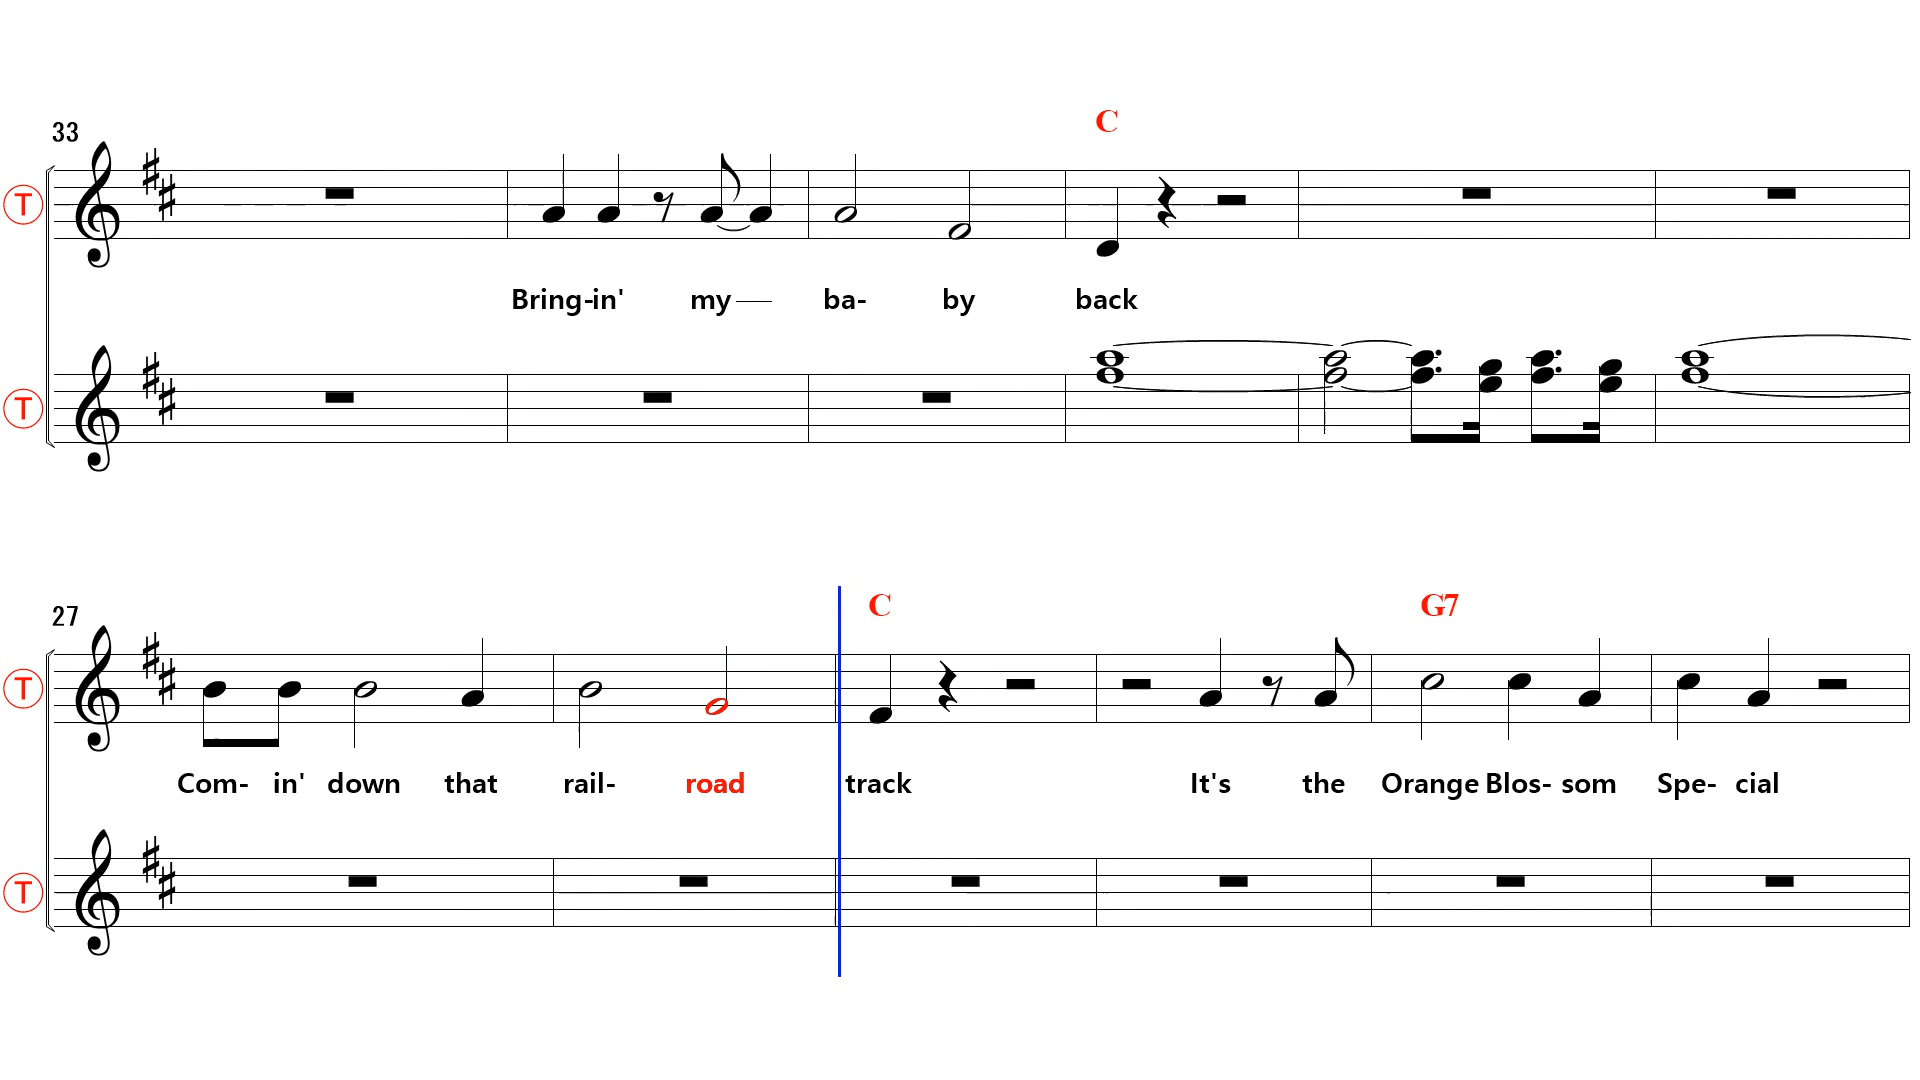 C
33
T
Bring-in' my ba- by back
T
27
C G7
T
Com- in' down that rail- road track It's the Orange Blos- som Spe- cial
T